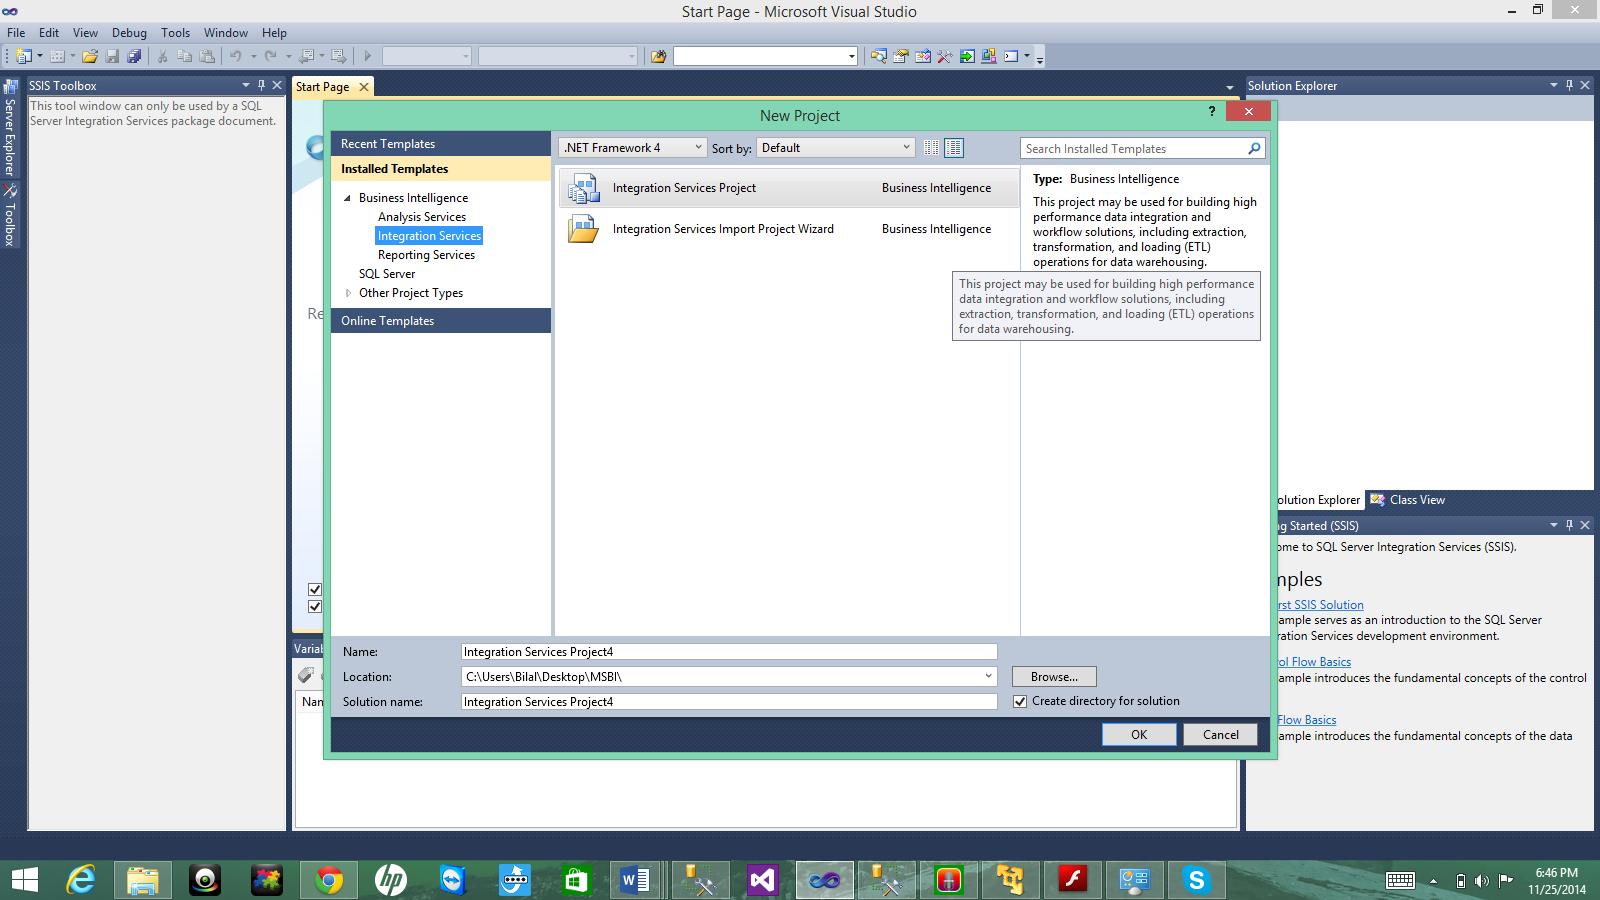 Start Page - Microsoft Visual Studio
File Edit View Debug Tools Window Help
Server Explorer
Toolbox
SSIS Toolbox
This tool window can only be used by a SQL
Server Integration Services package document.
Start Page
New Project
?
Recent Templates
Installed Templates
Business Intelligence
Analysis Services
Integration Services
Reporting Services
SQL Server
Other Project Types
Online Templates
.NET Framework 4
Sort by: Default
Search Installed Templates
Integration Services Project Business Intelligence
Integration Services Import Project Wizard Business Intelligence
Type: Business Intelligence
This project may be used for building high
performance data integration and
workflow solutions, including extraction,
transformation, and loading (ETL)
operations for data warehousing.
This project may be used for building high performance
data integration and workflow solutions, including
extraction, transformation, and loading (ETL) operations
for data warehousing.
Re
Name: Integration Services Project4
Location: C:\Users\Bilal\Desktop\MSBI\
Browse...
Solution name: Integration Services Project4
Create directory for solution
OK Cancel
Variab
Nam
Solution Explorer
olution Explorer Class View
ng Started (SSIS)
ome to SQL Server Integration Services (SSIS).
mples
rst SSIS Solution
ample serves as an introduction to the SQL Server
ration Services development environment.
ol Flow Basics
ample introduces the fundamental concepts of the control
Flow Basics
ample introduces the fundamental concepts of the data
6:46 PM
11/25/2014